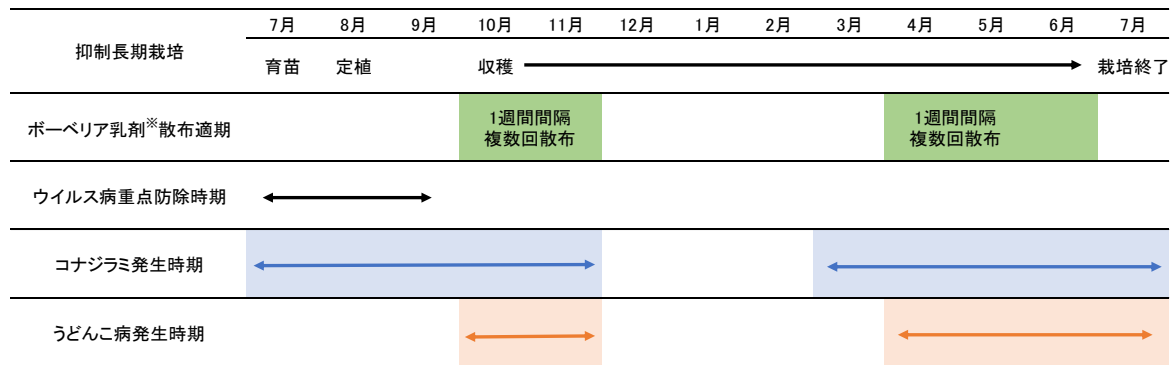 抑制長期栽培
7月 8月 9月 10月 11月 12月 1月 2月 3月 4月 5月 6月 7月
育苗 定植 収穫 栽培終了
ボーベリア乳剤※散布適期
1週間間隔
複数回散布
1週間間隔
複数回散布
ウイルス病重点防除時期
コナジラミ発生時期
うどんこ病発生時期